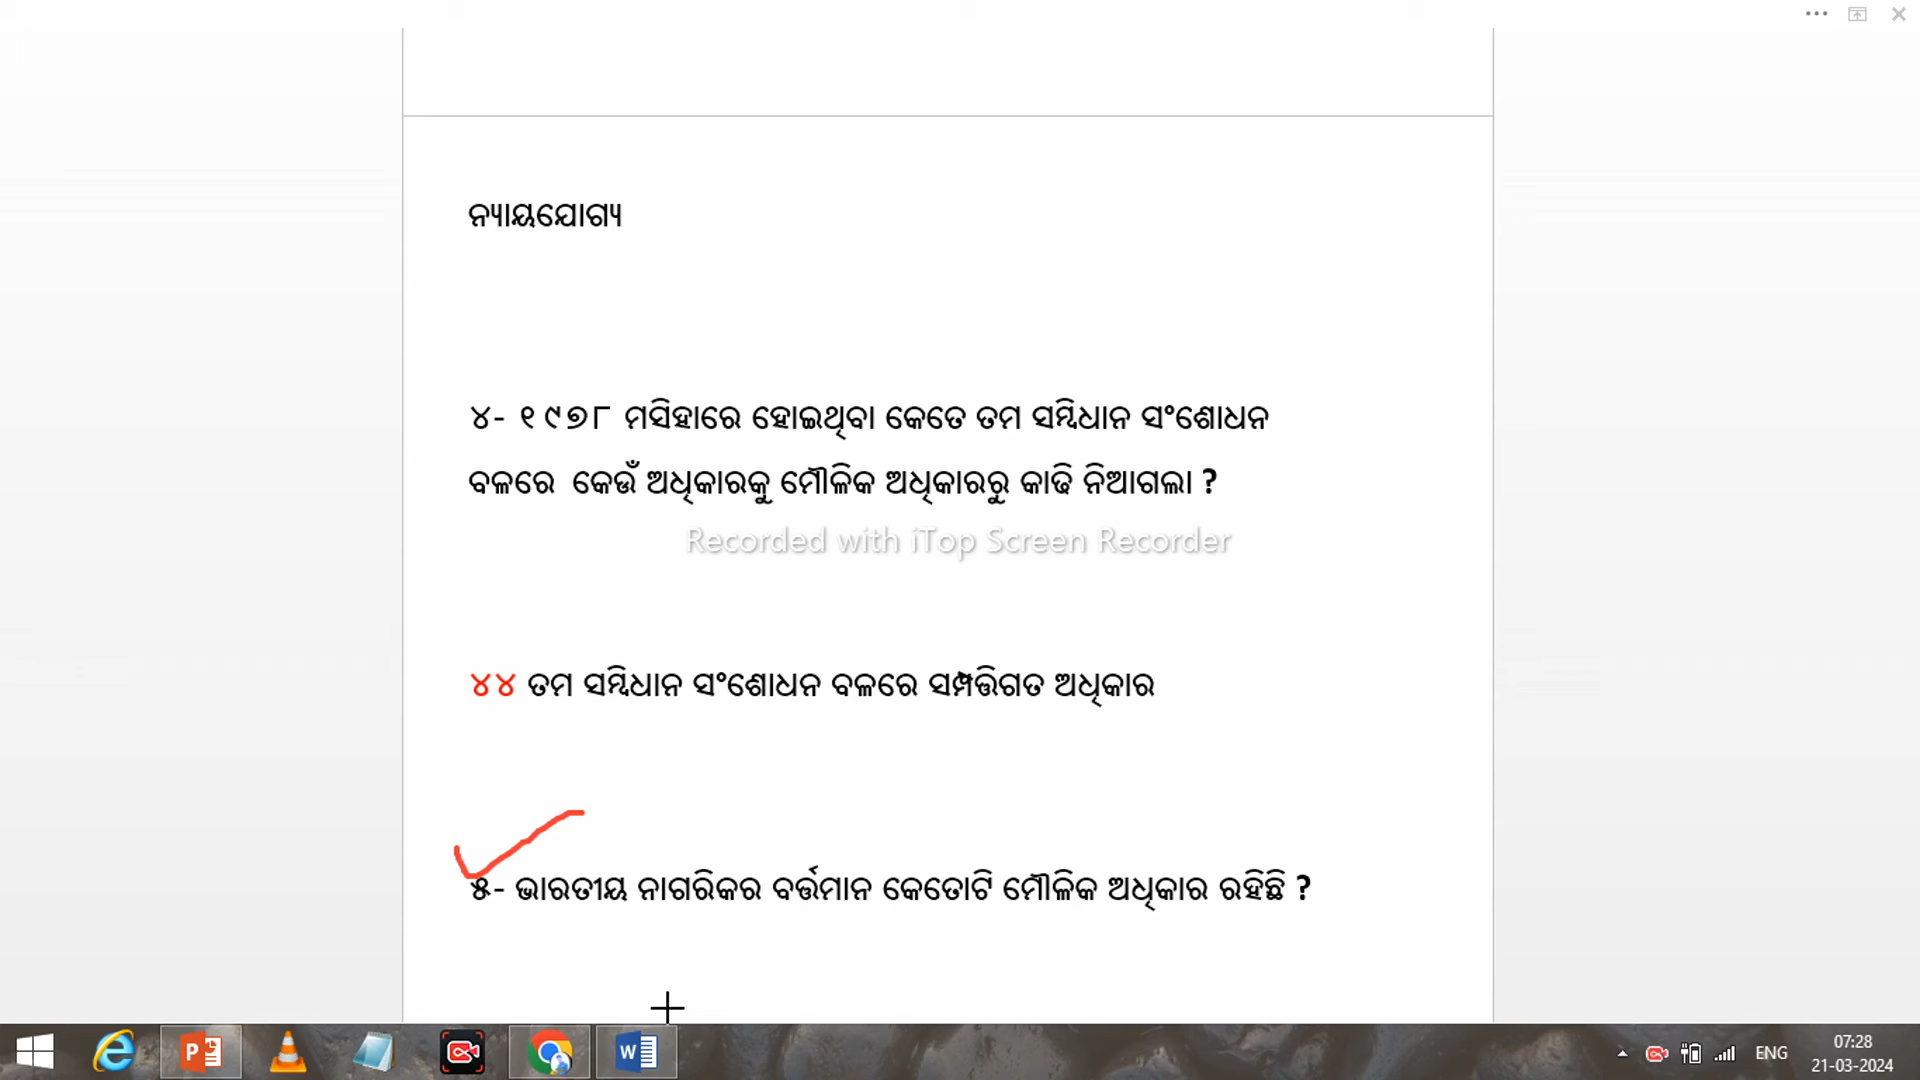 ନ୍ୟାୟଯୋଗ୍ୟ
୪- ୧୯୭୮ ମସିହାରେ ହୋଇଥିବା କେତେ ତମ ସମ୍ବିଧାନ ସଂଶୋଧନ
ବଳରେ କେଉଁ ଅଧିକାରକୁ ମୌଳିକ ଅଧିକାରରୁ କାଢି ନିଆଗଲା ?
Recorded with iTop Screen Recorder
୪୪ ତମ ସମ୍ବିଧାନ ସଂଶୋଧନ ବଳରେ ସମ୍ପତ୍ତିଗତ ଅଧିକାର
୫- ଭାରତୀୟ ନାଗରିକର ବର୍ତ୍ତମାନ କେତୋଟି ମୌଳିକ ଅଧିକାର ରହିଛି ?
ENG
07:28
21-03-2024